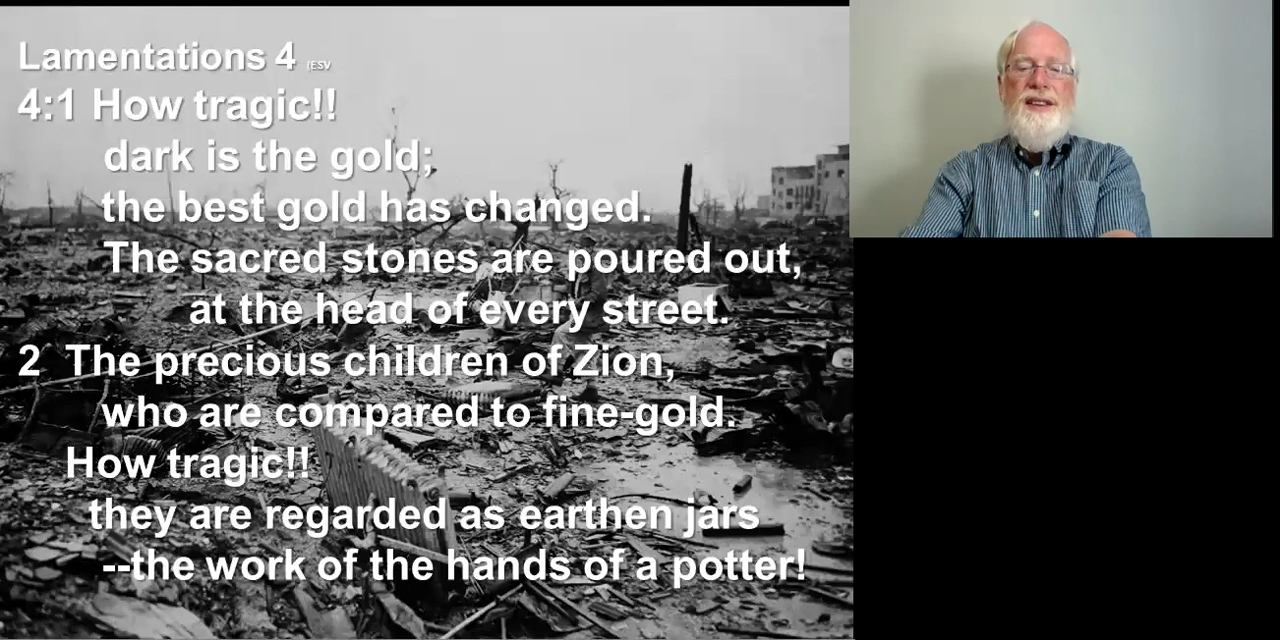 Lamentations 4 (ESV
4:1 How tragic!!
dark is the gold;
the best gold has changed.
The sacred stones are poured out,
at the head of every street.
2 The precious children of Zion,
who are compared to fine-gold.
How tragic!!
they are regarded as earthen jars
--the work of the hands of a potter!